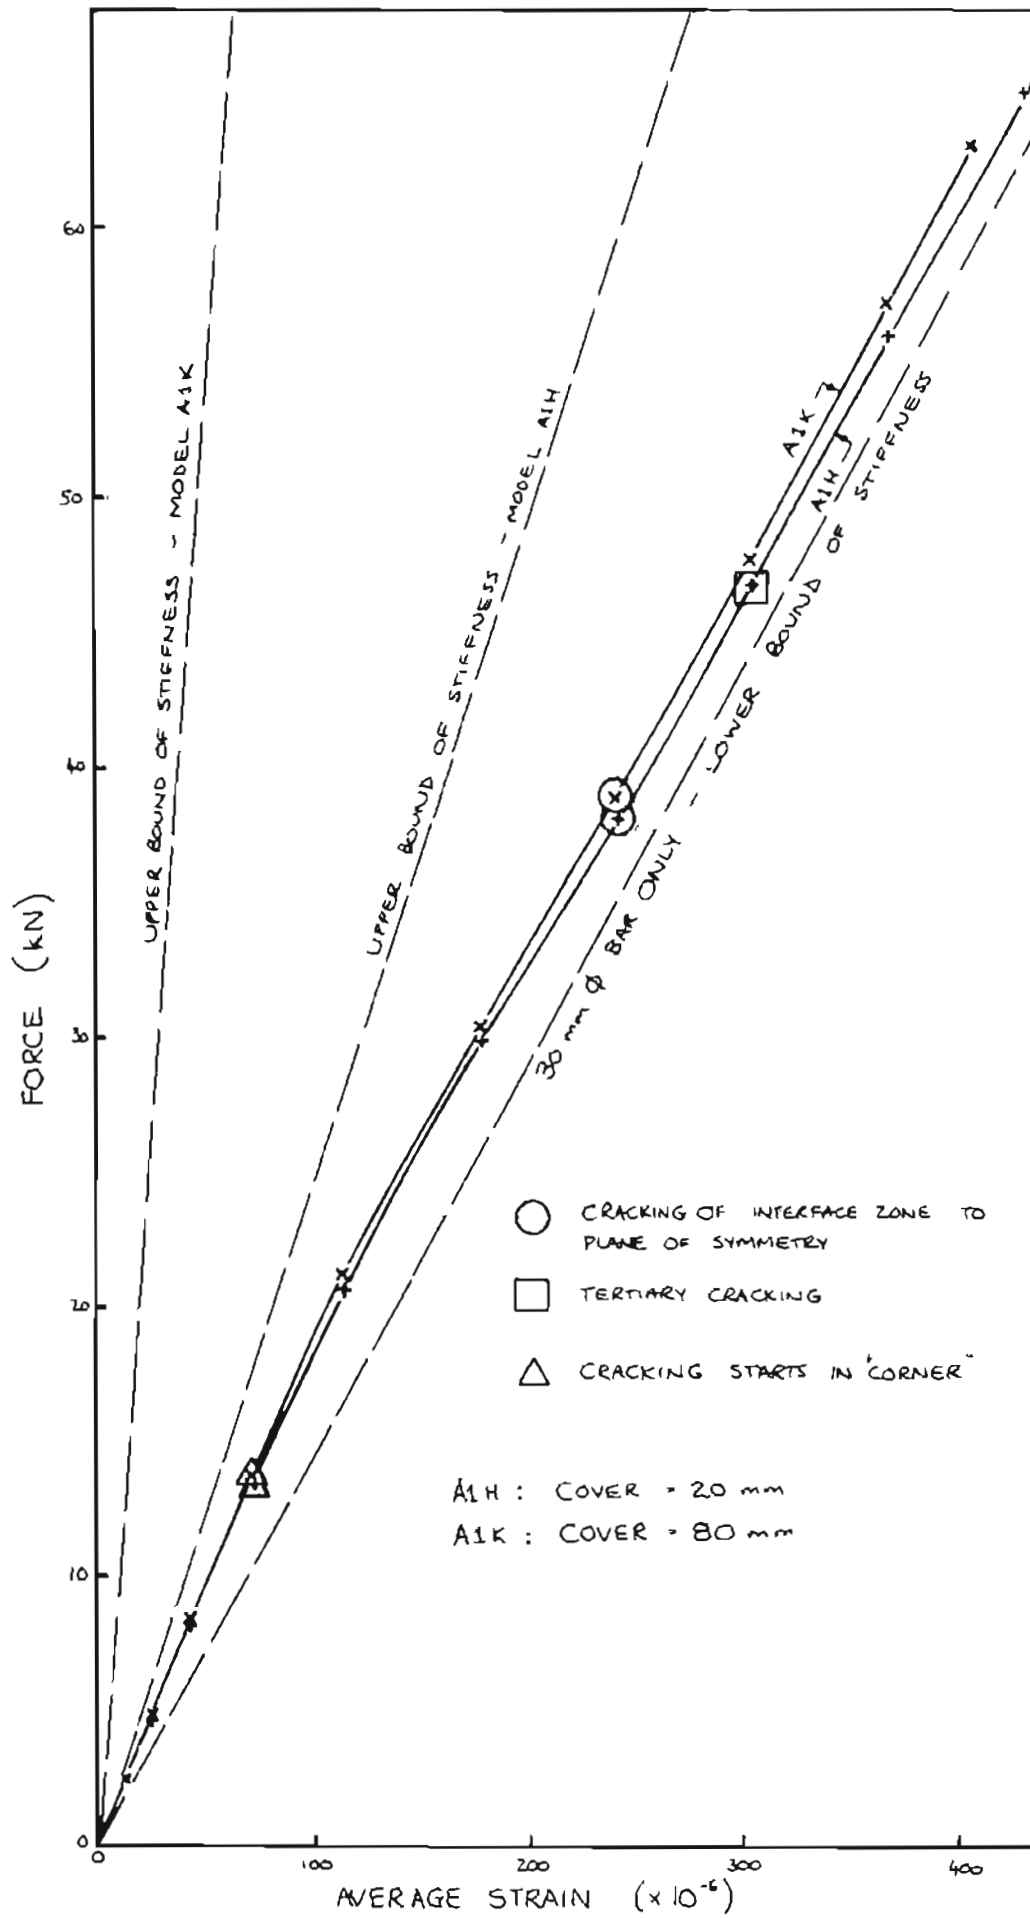 UPPER BOUND OF STIFFNESS - MODEL A1K
UPPER BOUND OF STIFFNESS - MODEL A1H
A1K
A1H
30 mm φ BAR ONLY - LOWER BOUND OF STIFFNESS
FORCE (kN)
60
50
40
30
20
10
0
CRACKING OF INTERFACE ZONE TO
PLANE OF SYMMETRY
TERTIARY CRACKING
CRACKING STARTS IN "CORNER"
A1H : COVER = 20 mm
A1K : COVER = 80 mm
0 100 200 300 400
AVERAGE STRAIN (×10⁻⁶)